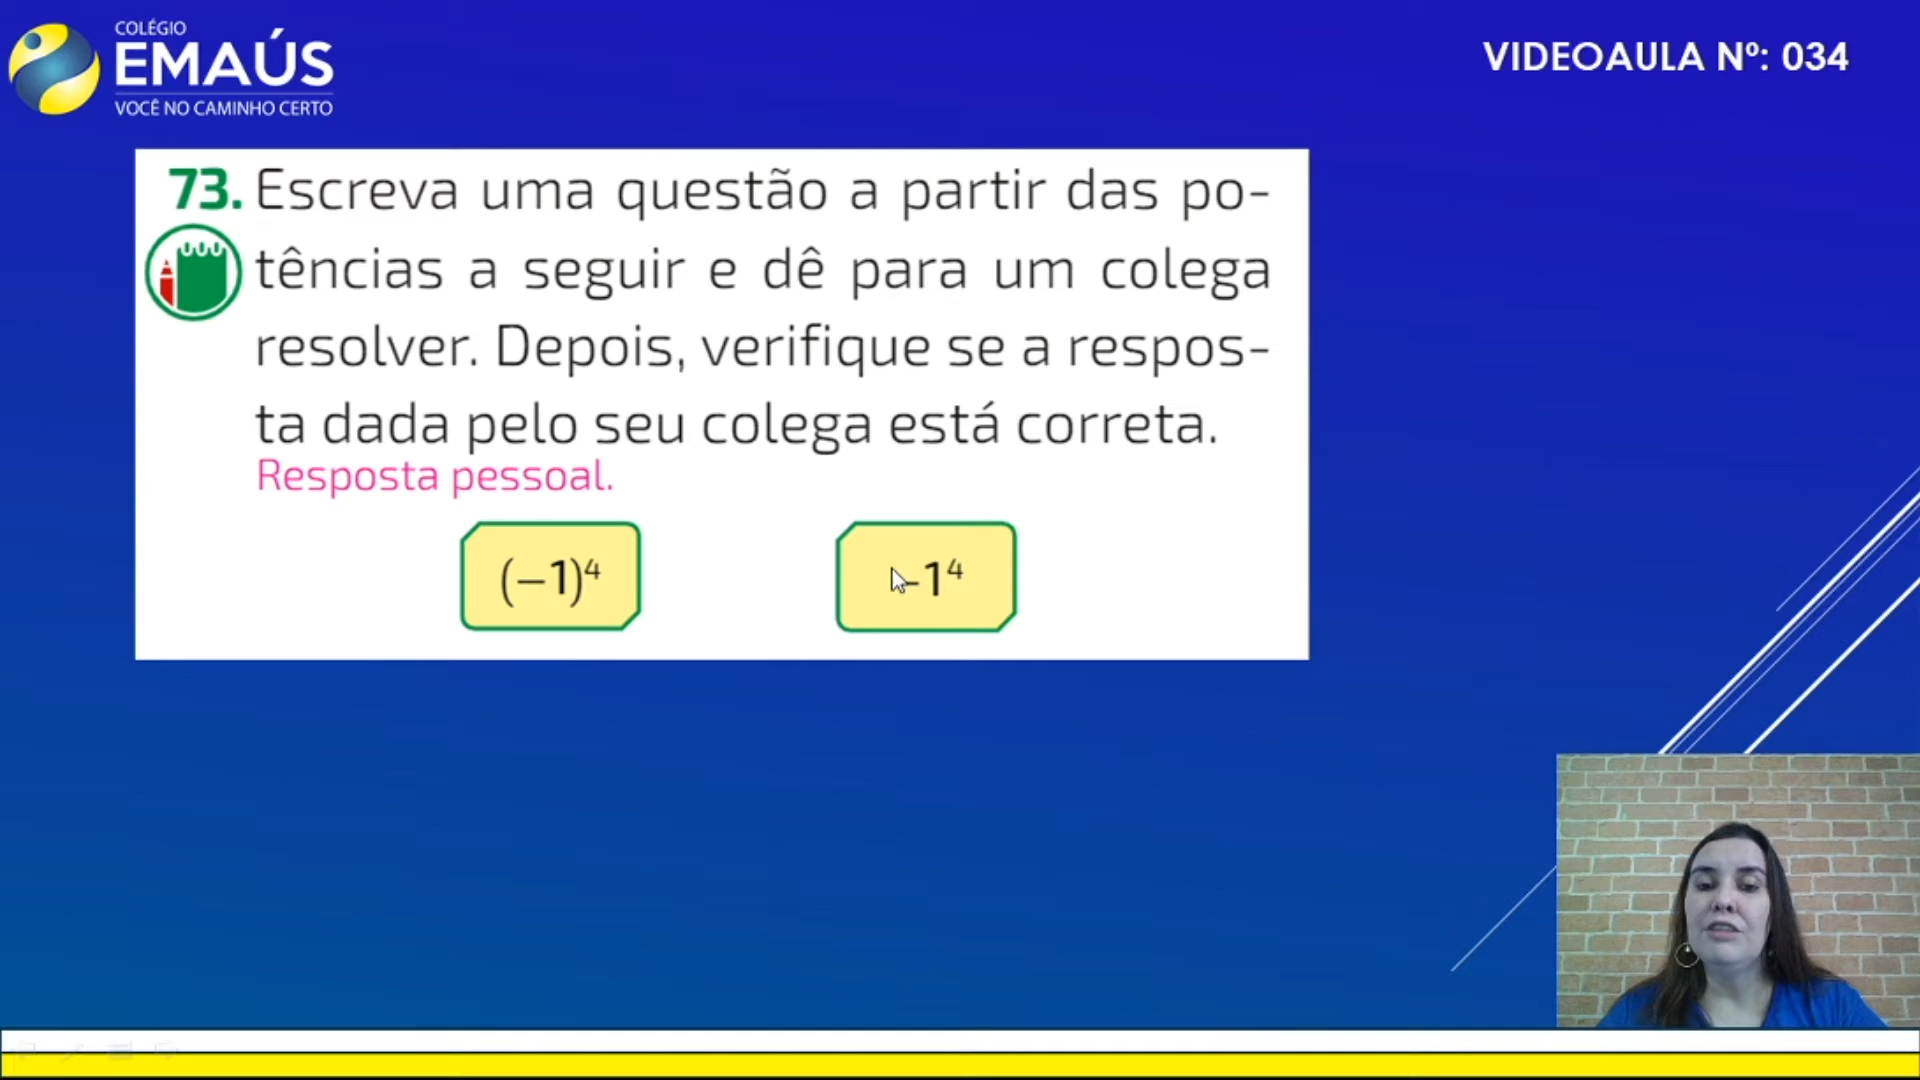 COLÉGIO
EMAÚS
VOCÊ NO CAMINHO CERTO
VIDEOAULA Nº: 034
73. Escreva uma questão a partir das po-
tências a seguir e dê para um colega
resolver. Depois, verifique se a respos-
ta dada pelo seu colega está correta.
Resposta pessoal.
(−1)⁴
−1⁴